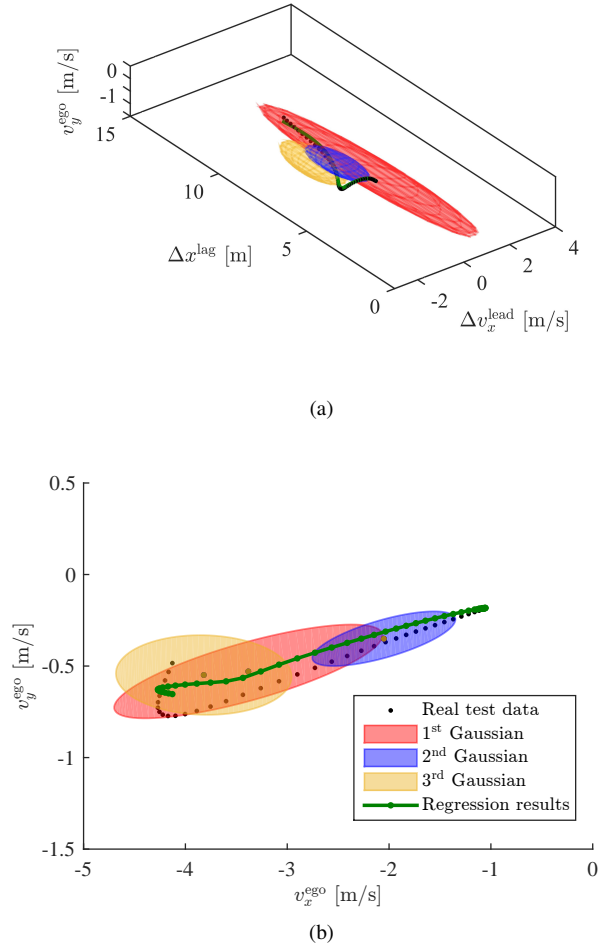 0
-1
15
v_y^ego [m/s]
10
5
0
Δx^lag [m]
-2
0
2
4
Δv_x^lead [m/s]
(a)
0.5
0
-0.5
-1
-1.5
v_y^ego [m/s]
Real test data
1st Gaussian
2nd Gaussian
3rd Gaussian
Regression results
-5
-4
-3
-2
-1
0
v_x^ego [m/s]
(b)